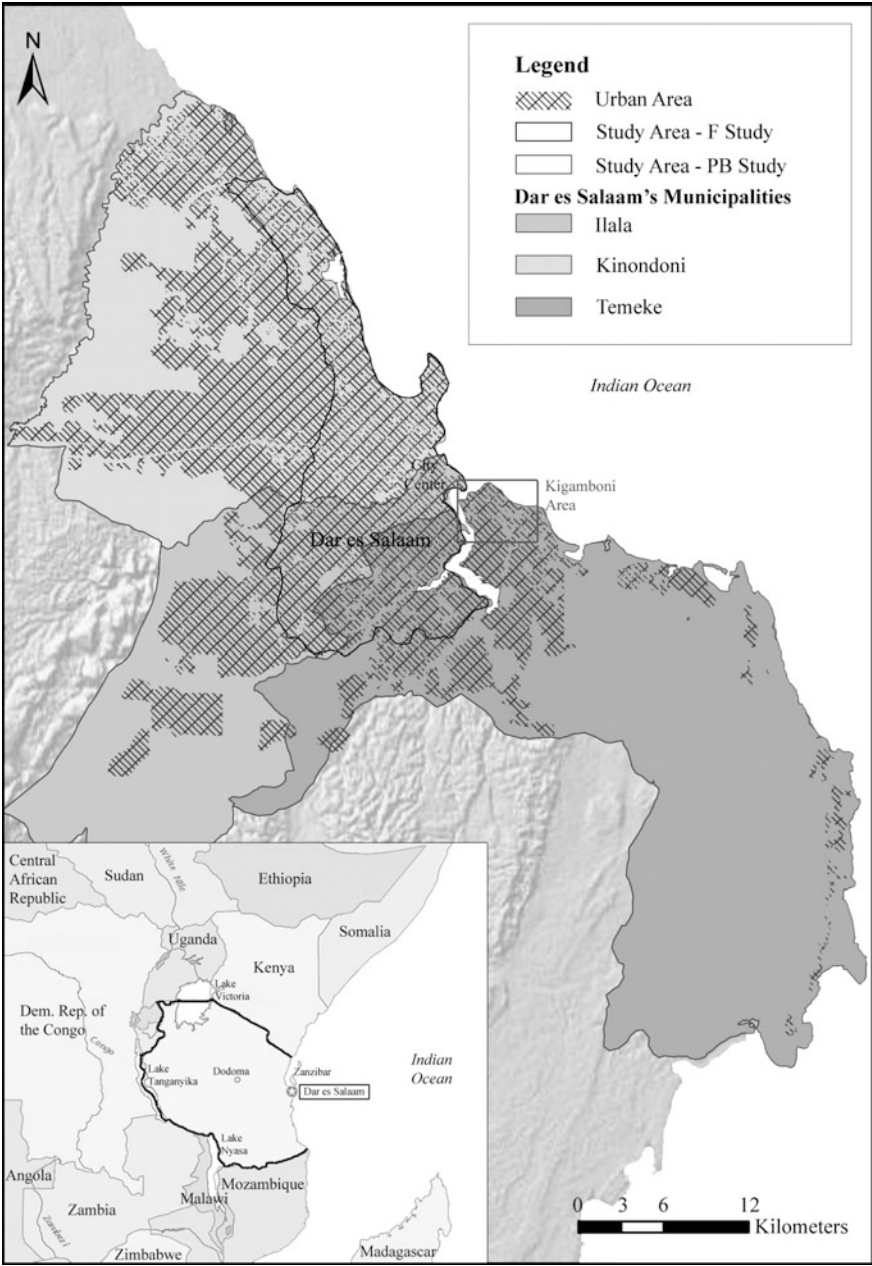 N
Legend
Urban Area
Study Area - F Study
Study Area - PB Study
Dar es Salaam's Municipalities
Ilala
Kinondoni
Temeke
Indian Ocean
City
Center
Kigamboni
Area
Dar es Salaam
Central
African
Republic
Sudan
White Nile
Ethiopia
Uganda
Somalia
Kenya
Lake
Victoria
Dem. Rep. of
the Congo
Congo
Lake
Tanganyika
Dodoma
Zanzibar
Dar es Salaam
Indian
Ocean
Lake
Nyasa
Angola
Zambia
Malawi
Mozambique
Zambezi
Zimbabwe
Madagascar
0 3 6 12
Kilometers